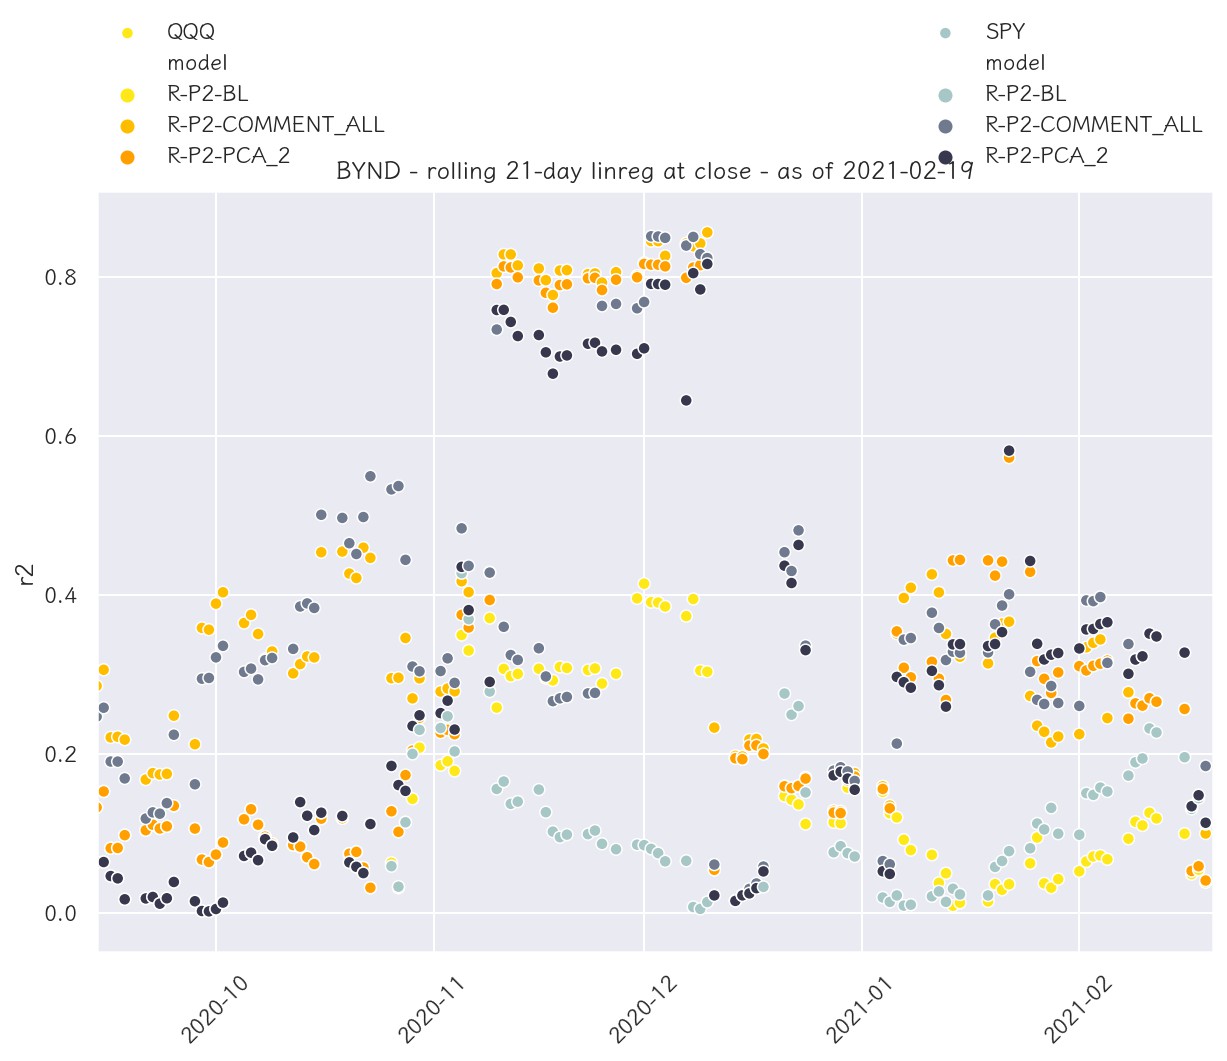 QQQ
model
R-P2-BL
R-P2-COMMENT_ALL
R-P2-PCA_2
SPY
model
R-P2-BL
R-P2-COMMENT_ALL
R-P2-PCA_2
BYND - rolling 21-day linreg at close - as of 2021-02-19
0.8
0.6
0.4
0.2
0.0
r2
2020-10
2020-11
2020-12
2021-01
2021-02